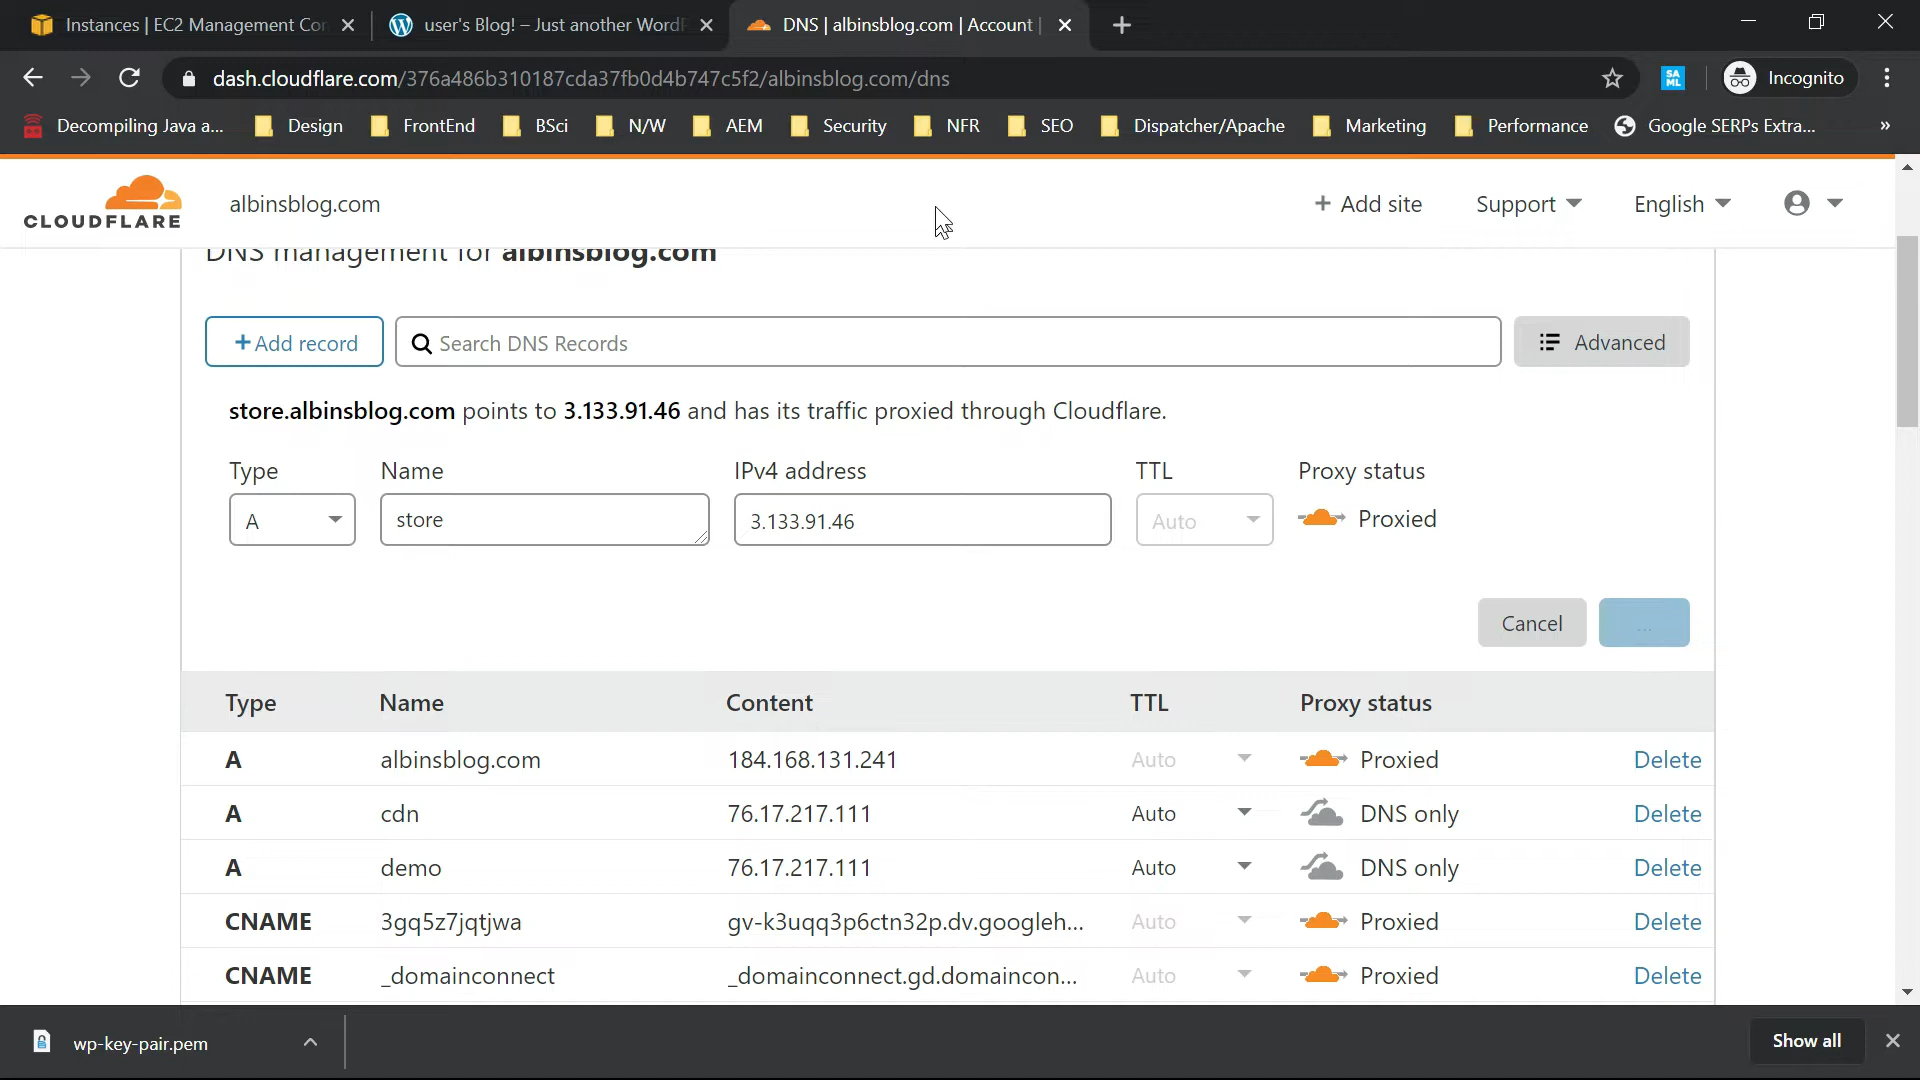 Instances | EC2 Management Cor
user's Blog! – Just another WordP
DNS | albinsblog.com | Account |
dash.cloudflare.com/376a486b310187cda37fb0d4b747c5f2/albinsblog.com/dns
SA ML
Incognito
Decompiling Java a...
Design
FrontEnd
BSci
N/W
AEM
Security
NFR
SEO
Dispatcher/Apache
Marketing
Performance
Google SERPs Extra...
»
CLOUDFLARE
albinsblog.com
+ Add site
Support
English
DNS management for albinsblog.com
+ Add record
Search DNS Records
Advanced
store.albinsblog.com points to 3.133.91.46 and has its traffic proxied through Cloudflare.
Type Name IPv4 address TTL Proxy status
A store 3.133.91.46 Auto Proxied
Cancel ...
Type Name Content TTL Proxy status
A albinsblog.com 184.168.131.241 Auto Proxied Delete
A cdn 76.17.217.111 Auto DNS only Delete
A demo 76.17.217.111 Auto DNS only Delete
CNAME 3gq5z7jqtjwa gv-k3uqq3p6ctn32p.dv.googleh... Auto Proxied Delete
CNAME _domainconnect _domainconnect.gd.domaincon... Auto Proxied Delete
wp-key-pair.pem
Show all